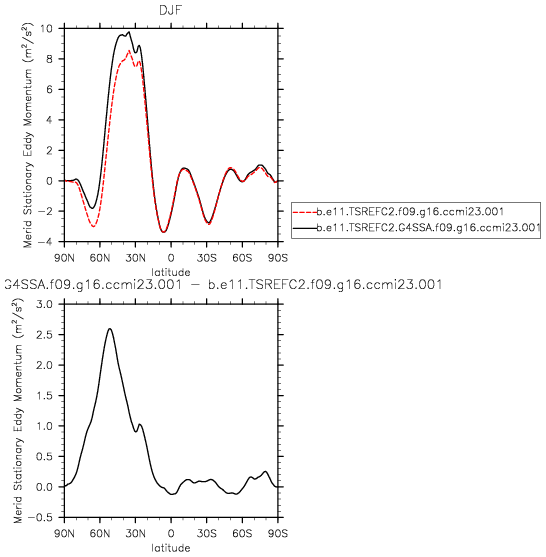 DJF
Merid Stationary Eddy Momentum (m²/s²)
10
8
6
4
2
0
−2
−4
90N 60N 30N 0 30S 60S 90S
latitude
b.e11.TSREFC2.f09.g16.ccmi23.001
b.e11.TSREFC2.G4SSA.f09.g16.ccmi23.001
G4SSA.f09.g16.ccmi23.001 − b.e11.TSREFC2.f09.g16.ccmi23.001
Merid Stationary Eddy Momentum (m²/s²)
3.0
2.5
2.0
1.5
1.0
0.5
0.0
−0.5
90N 60N 30N 0 30S 60S 90S
latitude